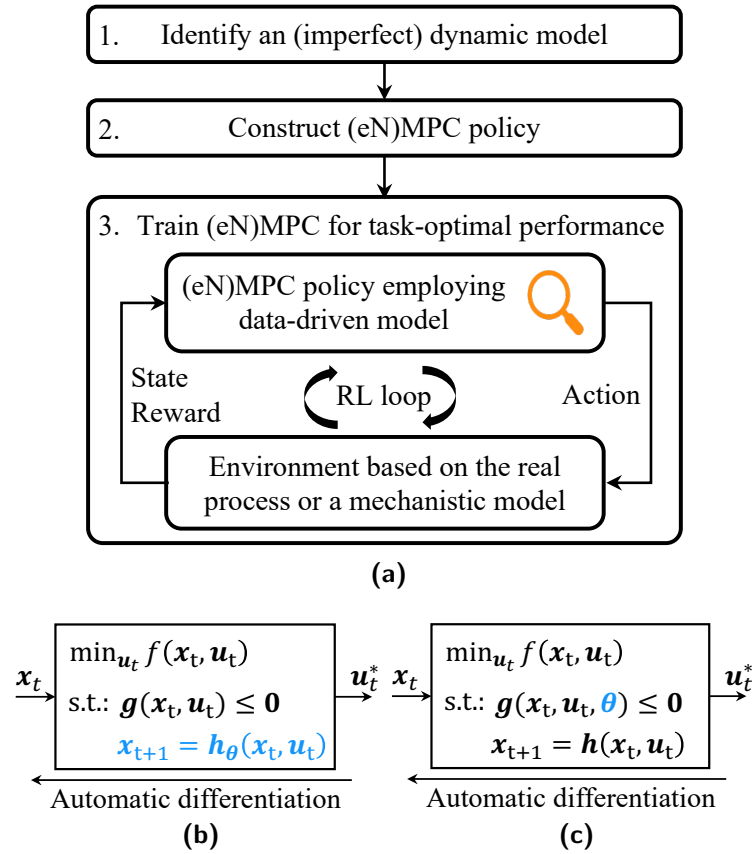 1. Identify an (imperfect) dynamic model
2. Construct (eN)MPC policy
3. Train (eN)MPC for task-optimal performance
(eN)MPC policy employing
data-driven model
State
Reward
RL loop
Action
Environment based on the real
process or a mechanistic model
(a)
min_{𝒖_t} f(𝒙_t, 𝒖_t)
𝒙_t
s.t.: 𝒈(𝒙_t, 𝒖_t) ≤ 𝟎
𝒖_t^*
𝒙_{t+1} = 𝒉_θ(𝒙_t, 𝒖_t)
Automatic differentiation
(b)
min_{𝒖_t} f(𝒙_t, 𝒖_t)
𝒙_t
s.t.: 𝒈(𝒙_t, 𝒖_t, 𝜽) ≤ 𝟎
𝒖_t^*
𝒙_{t+1} = 𝒉(𝒙_t, 𝒖_t)
Automatic differentiation
(c)